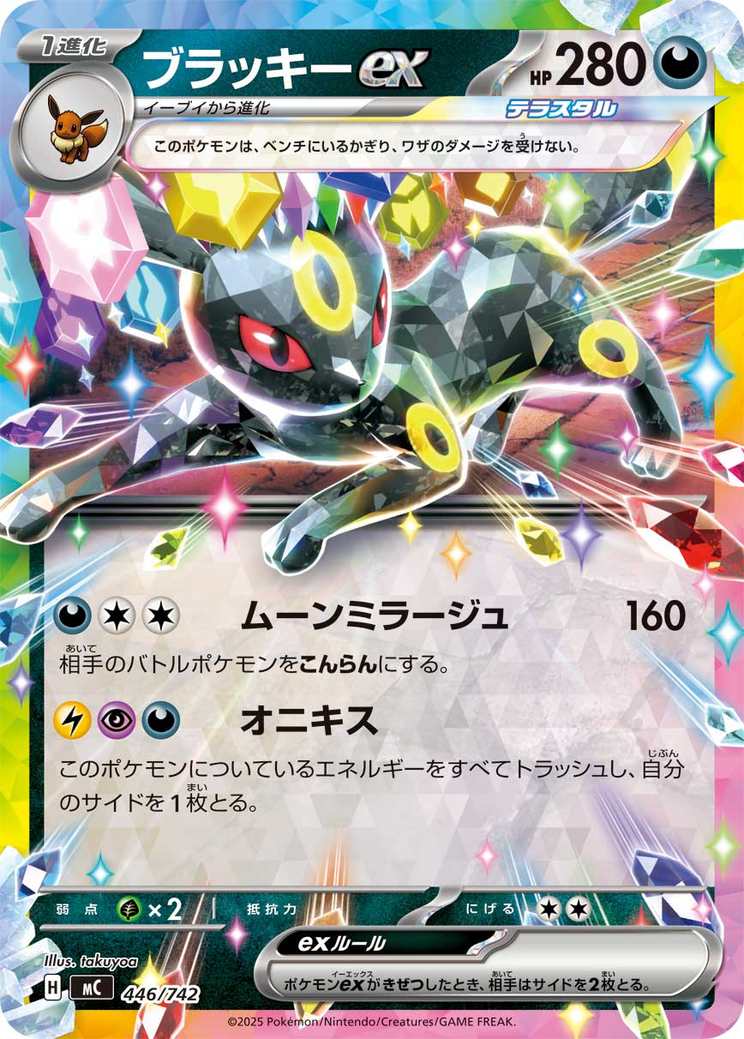 1進化
ブラッキーex
HP280
イーブイから進化
テラスタル
このポケモンは、ベンチにいるかぎり、ワザのダメージを受けない。
ムーンミラージュ 160
相手のバトルポケモンをこんらんにする。
オニキス
このポケモンについているエネルギーをすべてトラッシュし、自分
のサイドを1枚とる。
弱点 ×2 抵抗力 にげる
Illus. takuyoa
exルール
H MC 446/742
ポケモンexがきぜつしたとき、相手はサイドを2枚とる。
©2025 Pokémon/Nintendo/Creatures/GAME FREAK.